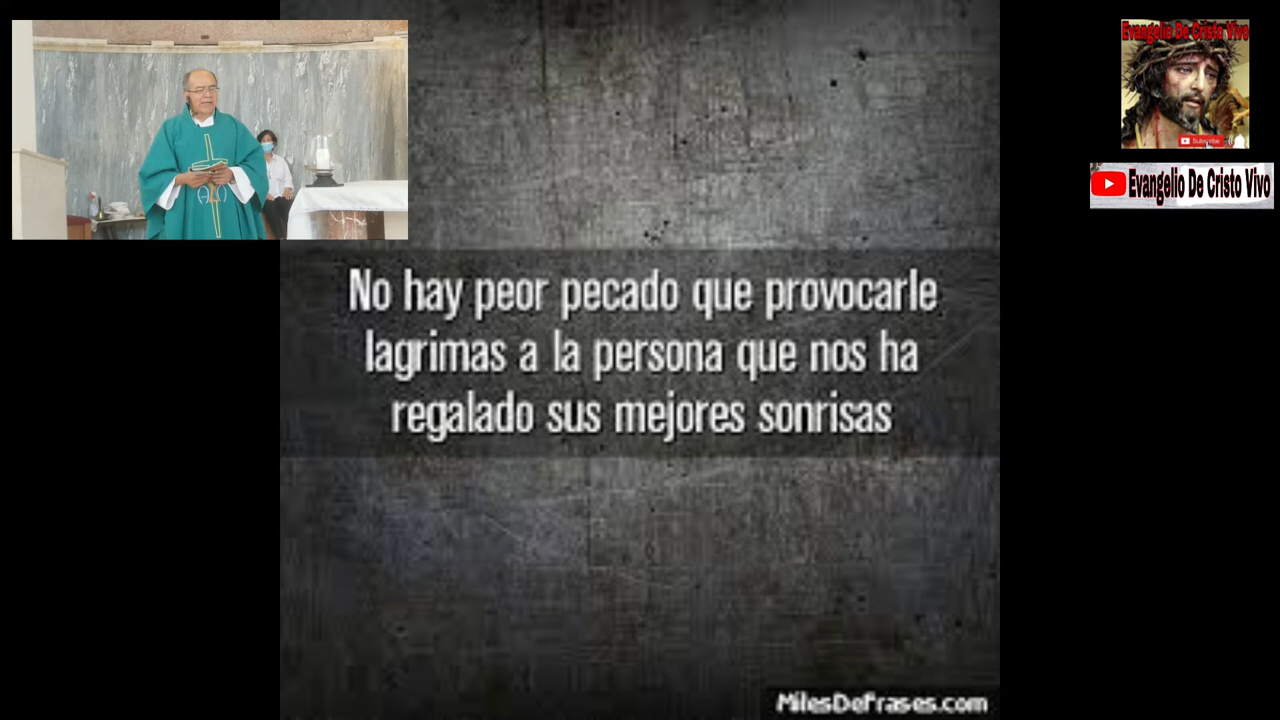 Evangelio De Cristo Vivo
Subscribe
Evangelio De Cristo Vivo
No hay peor pecado que provocarle
lagrimas a la persona que nos ha
regalado sus mejores sonrisas
MilesDeFrases.com